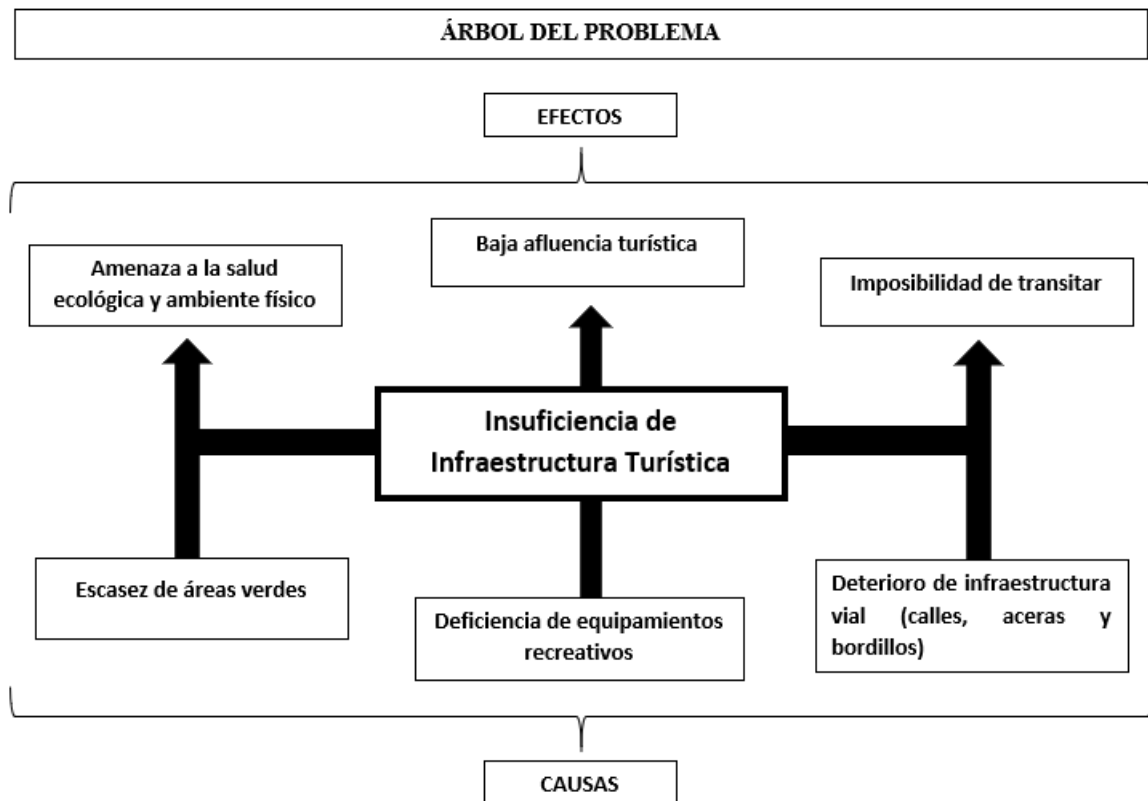 ÁRBOL DEL PROBLEMA
EFECTOS
Amenaza a la salud
ecológica y ambiente físico
Baja afluencia turística
Imposibilidad de transitar
Insuficiencia de
Infraestructura Turística
Escasez de áreas verdes
Deficiencia de equipamientos
recreativos
Deterioro de infraestructura
vial (calles, aceras y
bordillos)
CAUSAS